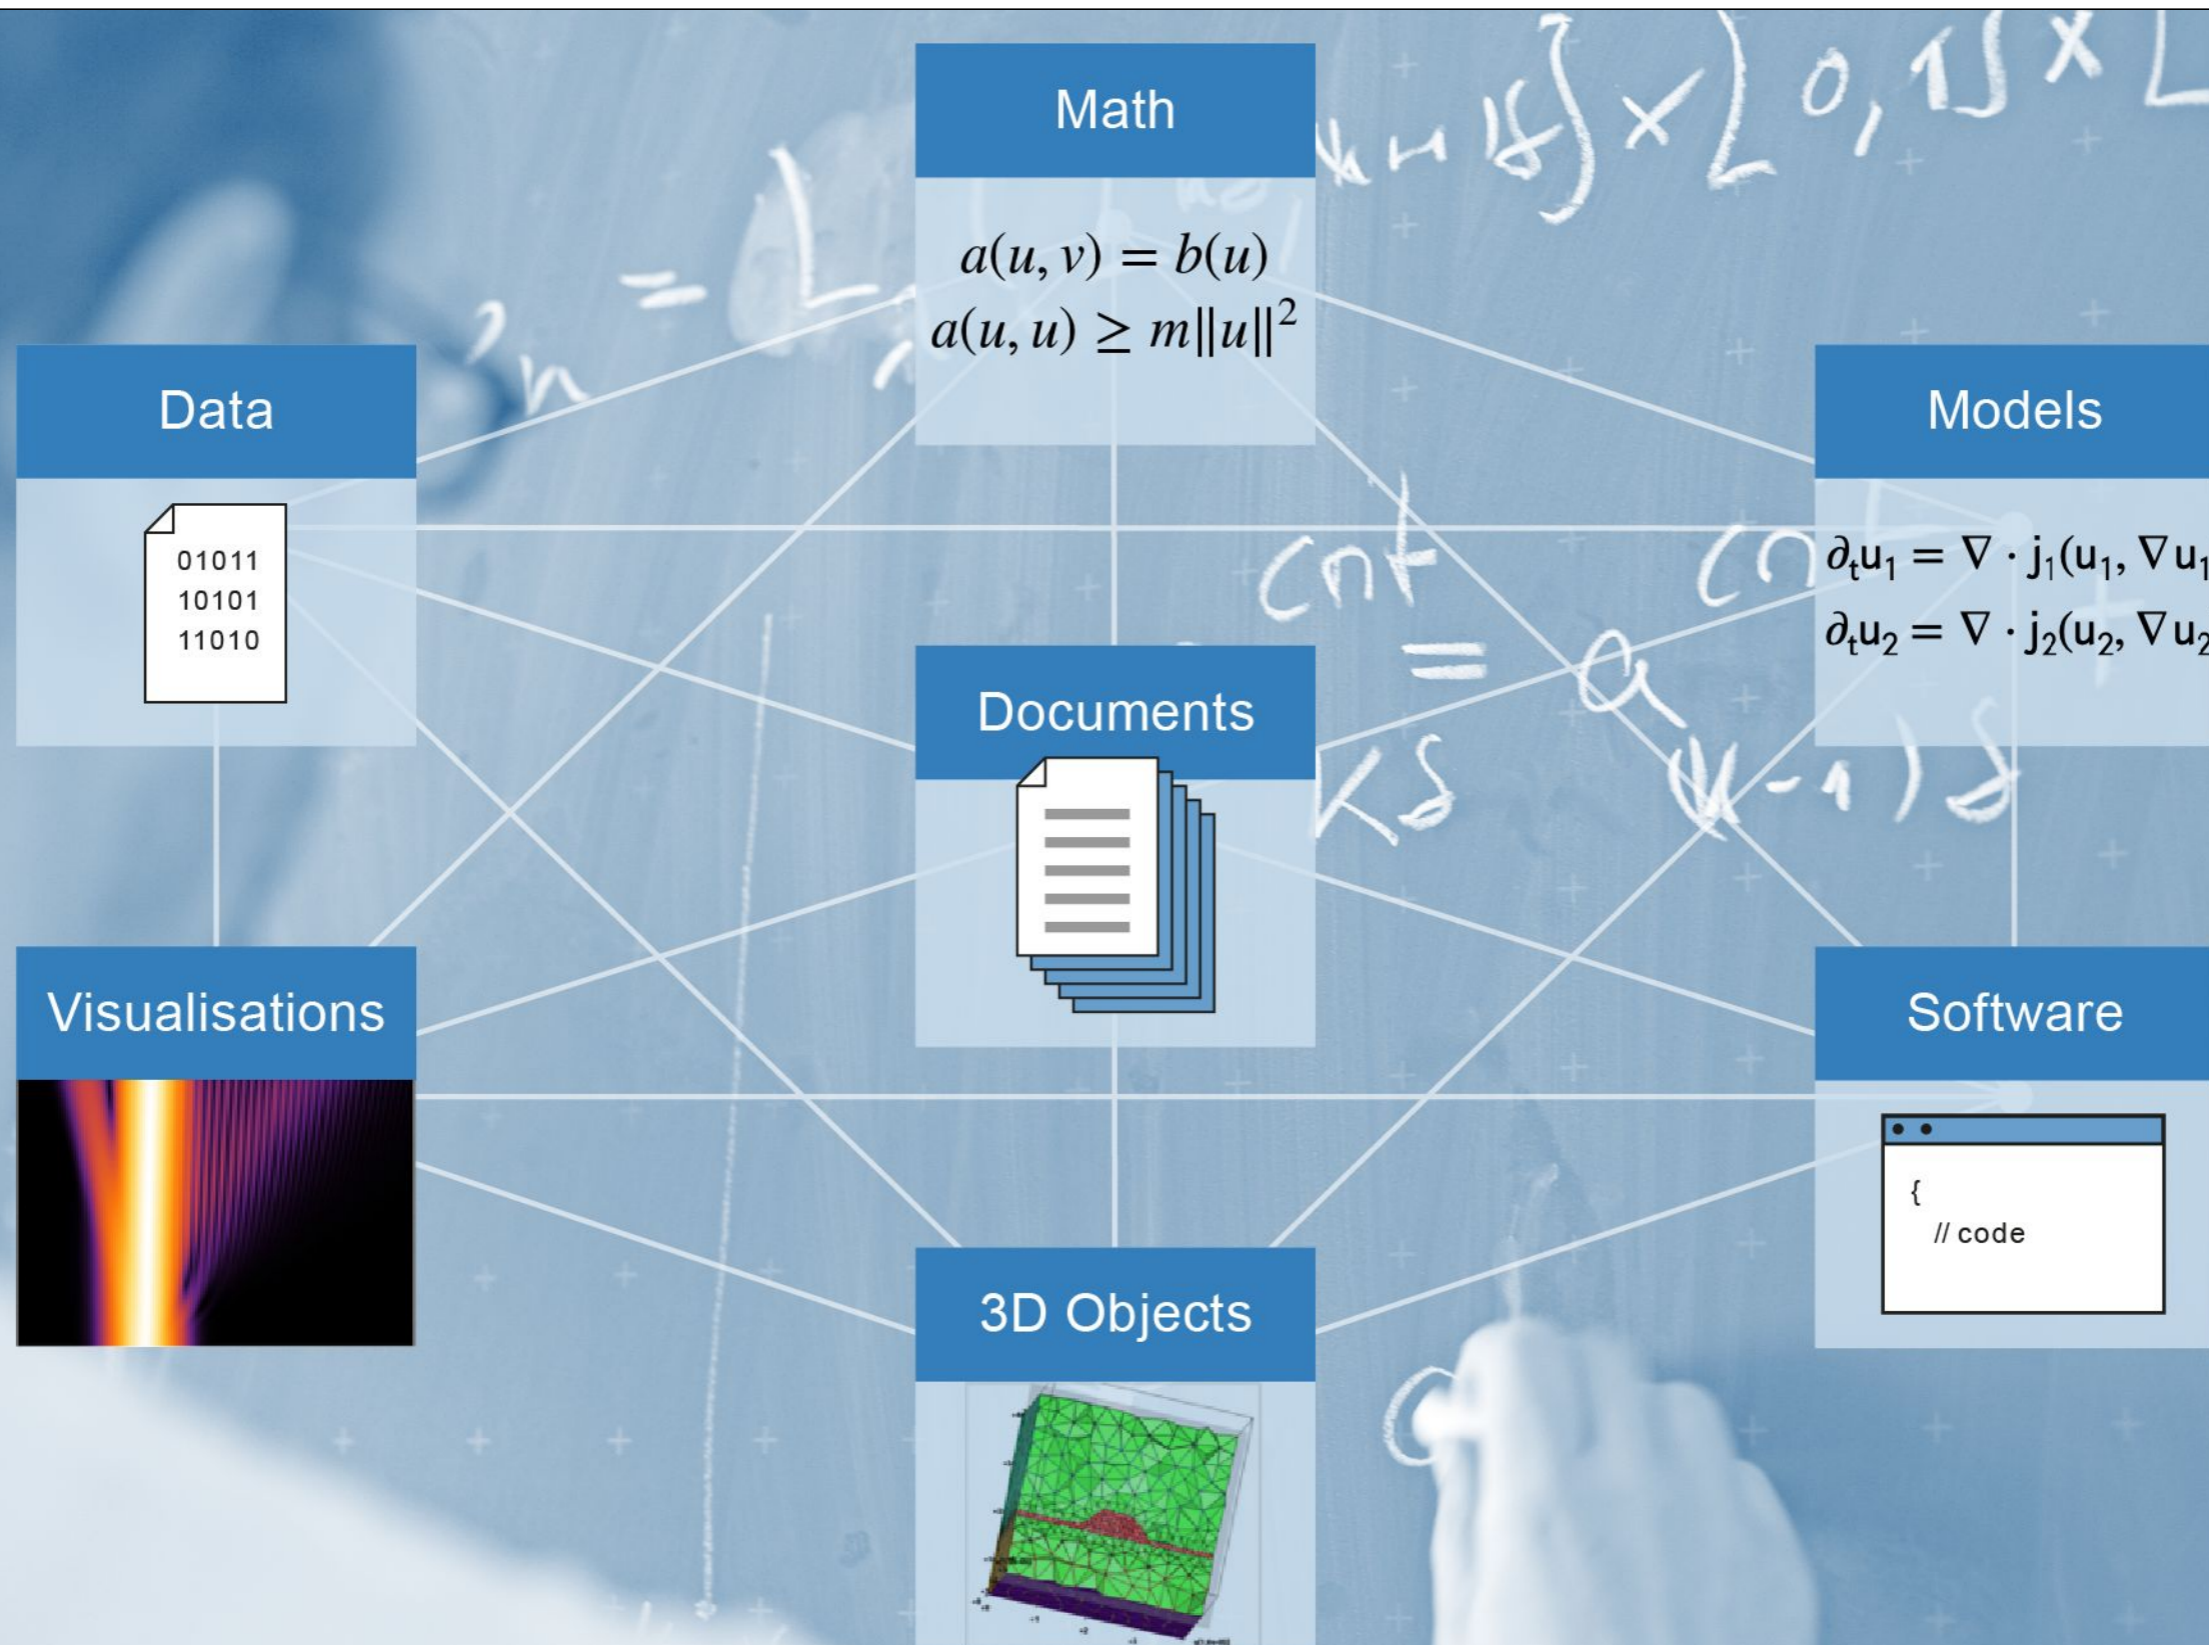 Math
a(u, v) = b(u)
a(u, u) ≥ m||u||²
Data
01011
10101
11010
Models
∂ₜu₁ = ∇ · j₁(u₁, ∇u₁
∂ₜu₂ = ∇ · j₂(u₂, ∇u₂
Documents
Visualisations
Software
{
// code
3D Objects